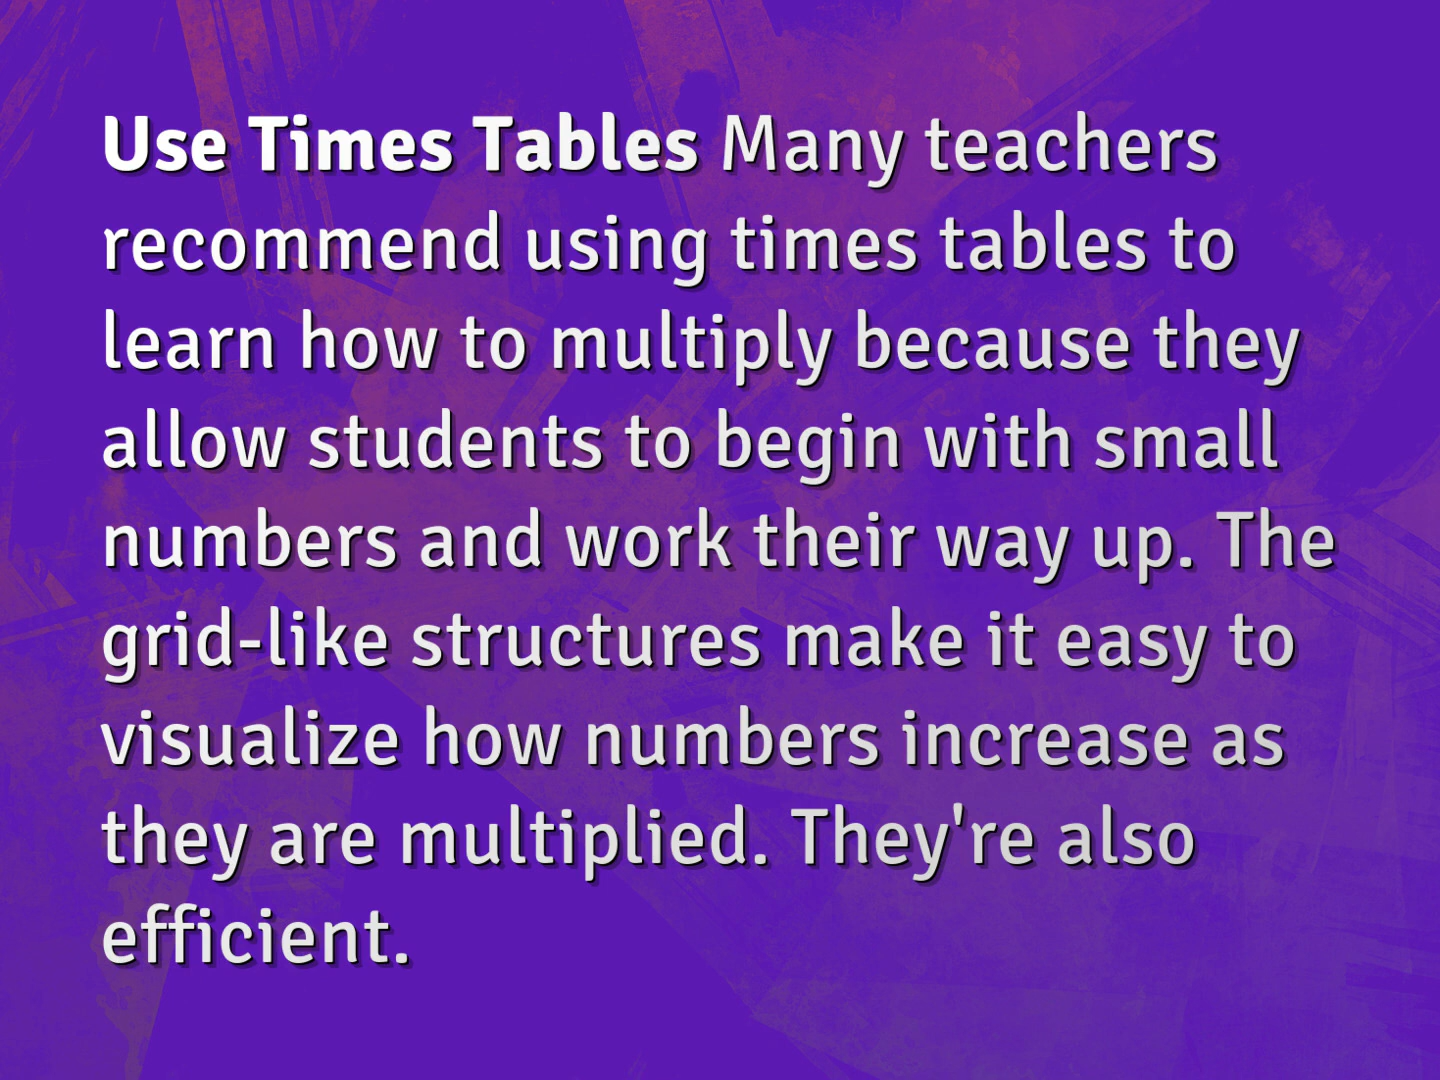 Use Times Tables Many teachers
recommend using times tables to
learn how to multiply because they
allow students to begin with small
numbers and work their way up. The
grid-like structures make it easy to
visualize how numbers increase as
they are multiplied. They're also
efficient.